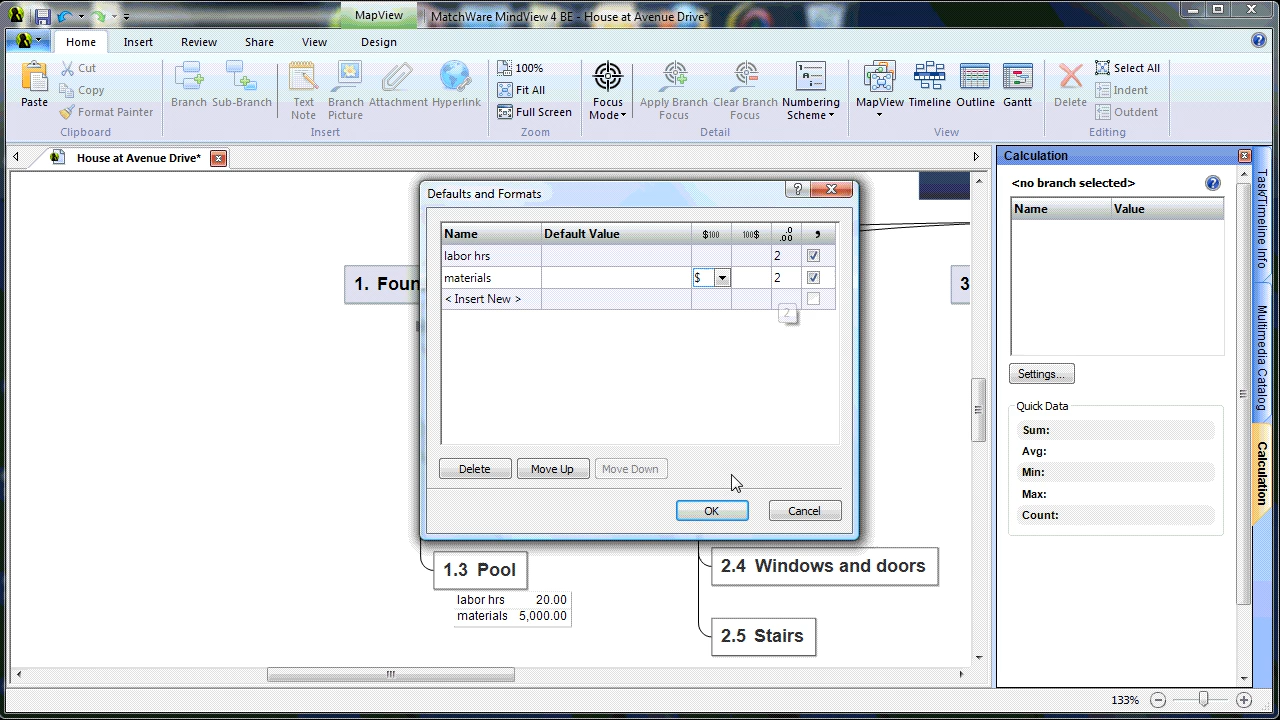 MapView
MatchWare MindView 4 BE - House at Avenue Drive*
Home Insert Review Share View Design
Paste
Cut
Copy
Format Painter
Clipboard
Branch Sub-Branch
Text Note
Branch Picture
Attachment
Hyperlink
Insert
100%
Fit All
Full Screen
Zoom
Focus Mode
Apply Branch Focus
Clear Branch Focus
Numbering Scheme
Detail
MapView
Timeline
Outline
Gantt
View
Delete
Select All
Indent
Outdent
Editing
House at Avenue Drive*
Defaults and Formats
Name Default Value $100 100$ .0 .00 ,
labor hrs 2
materials $ 2
< Insert New >
2
Delete Move Up Move Down
OK Cancel
1. Foun
3
1.3 Pool
labor hrs 20.00
materials 5,000.00
2.4 Windows and doors
2.5 Stairs
Calculation
<no branch selected>
Name Value
Settings...
Quick Data
Sum:
Avg:
Min:
Max:
Count:
Task/Timeline Info
Multimedia Catalog
Calculation
133%